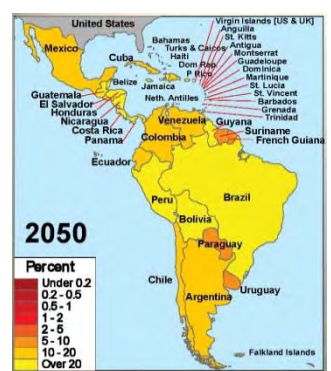 United States
Mexico
Cuba
Bahamas
Turks & Caicos
Haiti
Dom Rep
P Rico
Jamaica
Belize
Neth. Antilles
Virgin Islands [US & UK]
Anguilla
St. Kitts
Antigua
Montserrat
Guadeloupe
Dominica
Martinique
St. Lucia
St. Vincent
Barbados
Grenada
Trinidad
Guatemala
El Salvador
Honduras
Nicaragua
Costa Rica
Panama
Venezuela
Guyana
Suriname
French Guiana
Colombia
Ecuador
Peru
Brazil
Bolivia
Paraguay
Chile
Argentina
Uruguay
Falkland Islands
2050
Percent
Under 0.2
0.2 - 0.5
0.5 - 1
1 - 2
2 - 5
5 - 10
10 - 20
Over 20